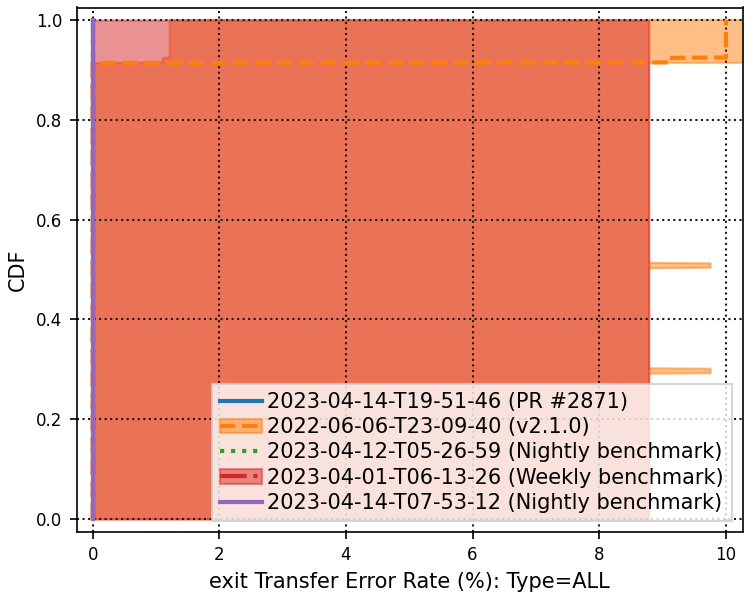 1.0
0.8
0.6
0.4
0.2
0.0
CDF
2023-04-14-T19-51-46 (PR #2871)
2022-06-06-T23-09-40 (v2.1.0)
2023-04-12-T05-26-59 (Nightly benchmark)
2023-04-01-T06-13-26 (Weekly benchmark)
2023-04-14-T07-53-12 (Nightly benchmark)
0 2 4 6 8 10
exit Transfer Error Rate (%): Type=ALL